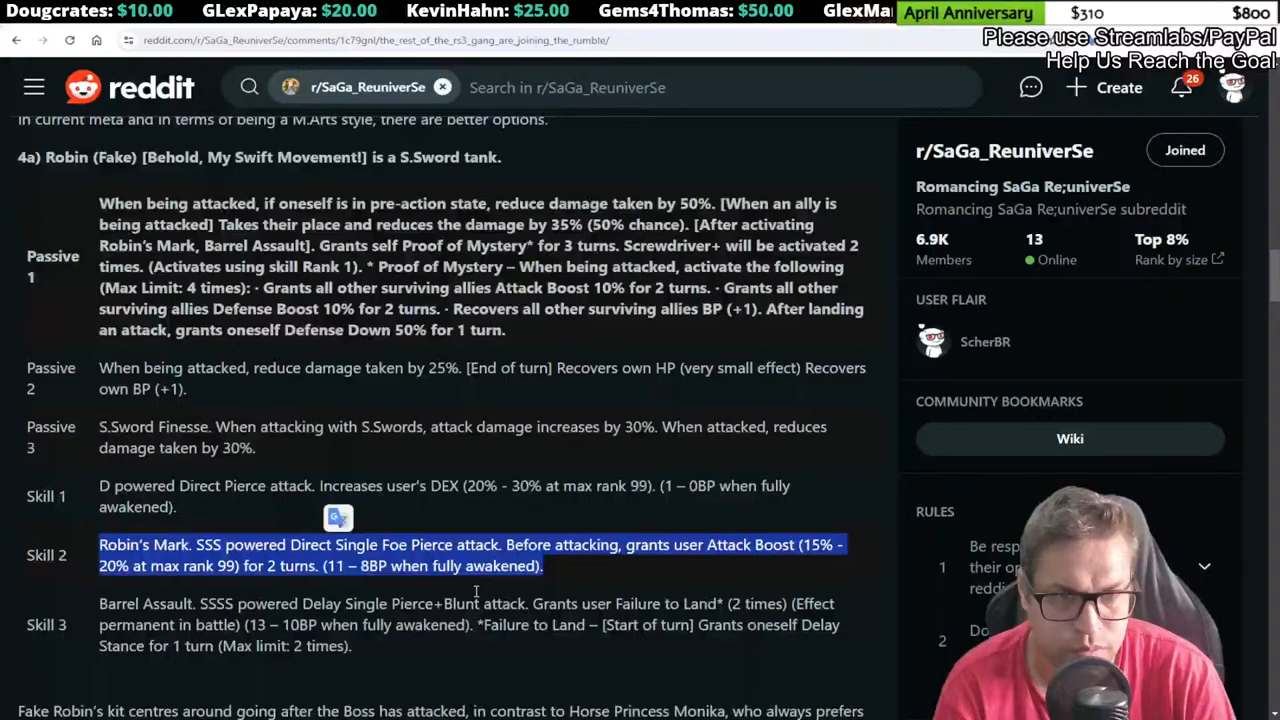 Dougcrates: $10.00 GLexPapaya: $20.00 KevinHahn: $25.00 Gems4Thomas: $50.00 GlexMa
April Anniversary $310 $800
Please use Streamlabs/PayPal
Help Us Reach the Goal
reddit.com/r/SaGa_ReuniverSe/comments/1c79gnl/the_rest_of_the_rs3_gang_are_joining_the_rumble/
reddit r/SaGa_ReuniverSe Search in r/SaGa_ReuniverSe Create 26
in current meta and in terms of being a M.Arts style, there are better options.
4a) Robin (Fake) [Behold, My Swift Movement!] is a S.Sword tank.
Passive 1
When being attacked, if oneself is in pre-action state, reduce damage taken by 50%. [When an ally is
being attacked] Takes their place and reduces the damage by 35% (50% chance). [After activating
Robin's Mark, Barrel Assault]. Grants self Proof of Mystery* for 3 turns. Screwdriver+ will be activated 2
times. (Activates using skill Rank 1). * Proof of Mystery – When being attacked, activate the following
(Max Limit: 4 times): · Grants all other surviving allies Attack Boost 10% for 2 turns. · Grants all other
surviving allies Defense Boost 10% for 2 turns. · Recovers all other surviving allies BP (+1). After landing
an attack, grants oneself Defense Down 50% for 1 turn.
Passive 2
When being attacked, reduce damage taken by 25%. [End of turn] Recovers own HP (very small effect) Recovers
own BP (+1).
Passive 3
S.Sword Finesse. When attacking with S.Swords, attack damage increases by 30%. When attacked, reduces
damage taken by 30%.
Skill 1
D powered Direct Pierce attack. Increases user's DEX (20% - 30% at max rank 99). (1 – 0BP when fully
awakened).
Skill 2
Robin's Mark. SSS powered Direct Single Foe Pierce attack. Before attacking, grants user Attack Boost (15% -
20% at max rank 99) for 2 turns. (11 – 8BP when fully awakened).
Skill 3
Barrel Assault. SSSS powered Delay Single Pierce+Blunt attack. Grants user Failure to Land* (2 times) (Effect
permanent in battle) (13 – 10BP when fully awakened). *Failure to Land – [Start of turn] Grants oneself Delay
Stance for 1 turn (Max limit: 2 times).
Fake Robin's kit centres around going after the Boss has attacked, in contrast to Horse Princess Monika, who always prefers
r/SaGa_ReuniverSe Joined
Romancing SaGa Re;univerSe
Romancing SaGa Re;univerSe subreddit
6.9K 13 Top 8%
Members Online Rank by size
USER FLAIR
ScherBR
COMMUNITY BOOKMARKS
Wiki
RULES
1 Be resp
their o
reddi
2 Do